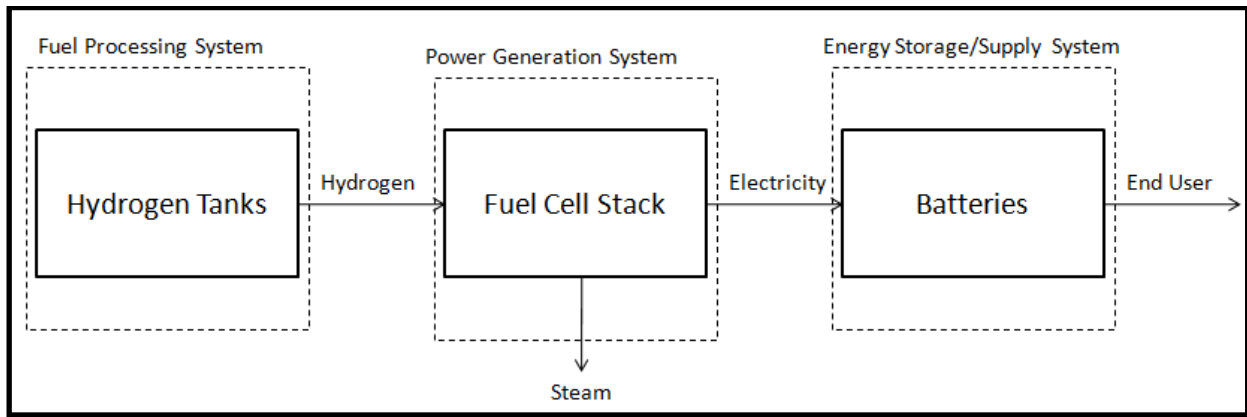 Fuel Processing System
Power Generation System
Energy Storage/Supply System
Hydrogen Tanks
Hydrogen
Fuel Cell Stack
Electricity
Batteries
End User
Steam